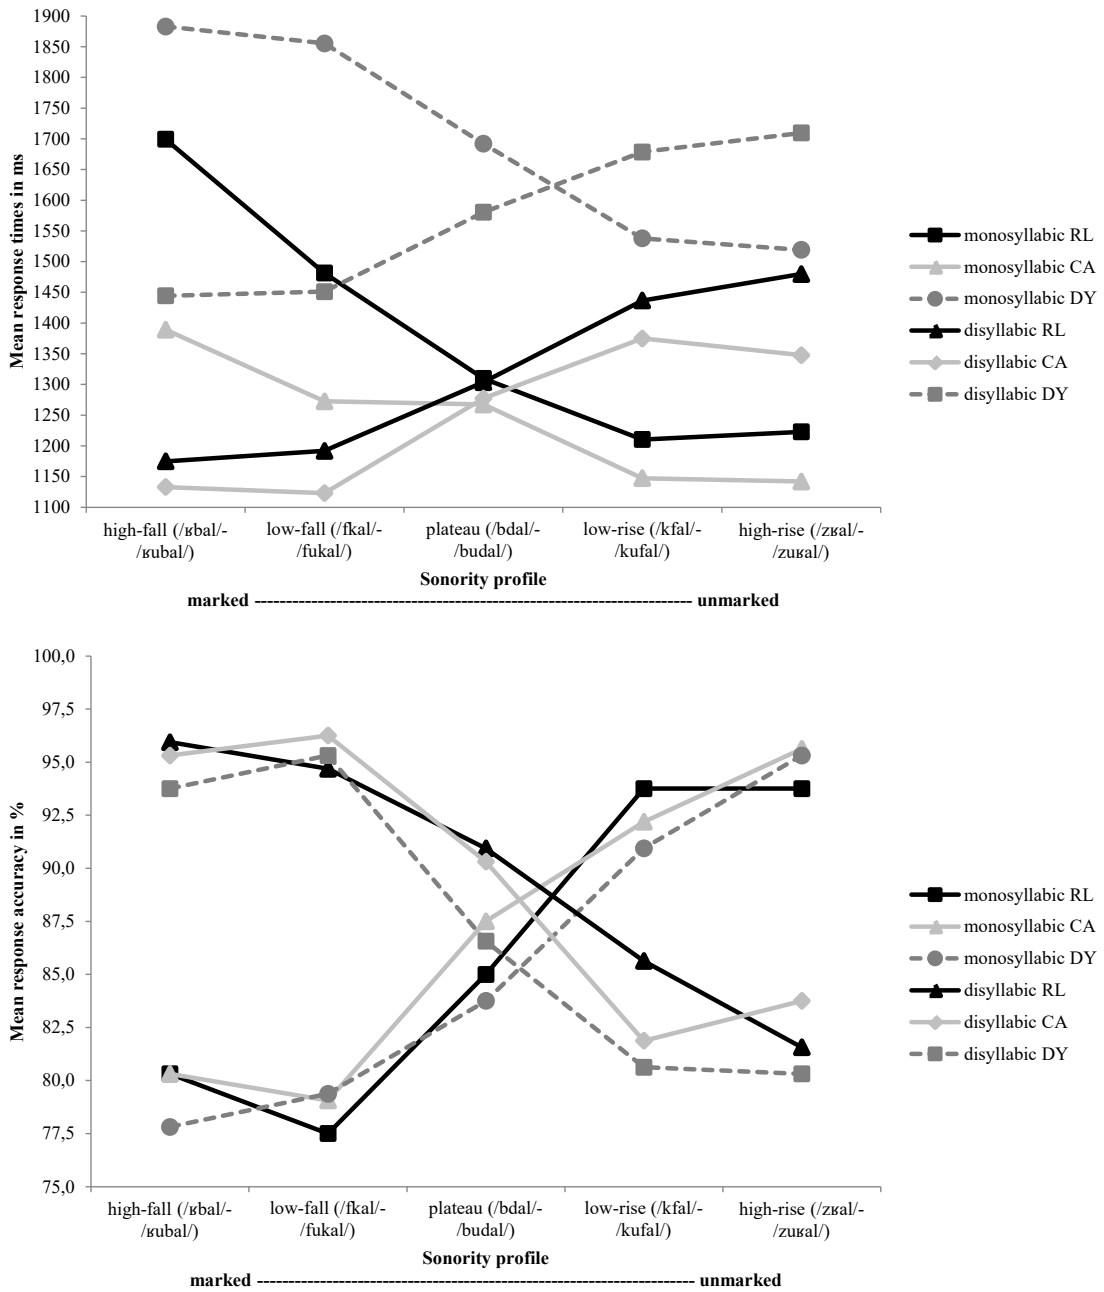 Mean response times in ms
1900
1850
1800
1750
1700
1650
1600
1550
1500
1450
1400
1350
1300
1250
1200
1150
1100
high-fall (/ʁbal/-
/ʁubal/)
low-fall (/fkal/-
/fukal/)
plateau (/bdal/-
/budal/)
low-rise (/kfal/-
/kufal/)
high-rise (/zʁal/-
/zuʁal/)
Sonority profile
marked ---------------------------------------------------------------------- unmarked
monosyllabic RL
monosyllabic CA
monosyllabic DY
disyllabic RL
disyllabic CA
disyllabic DY
Mean response accuracy in %
100,0
97,5
95,0
92,5
90,0
87,5
85,0
82,5
80,0
77,5
75,0
high-fall (/ʁbal/-
/ʁubal/)
low-fall (/fkal/-
/fukal/)
plateau (/bdal/-
/budal/)
low-rise (/kfal/-
/kufal/)
high-rise (/zʁal/-
/zuʁal/)
Sonority profile
marked ---------------------------------------------------------------------- unmarked
monosyllabic RL
monosyllabic CA
monosyllabic DY
disyllabic RL
disyllabic CA
disyllabic DY